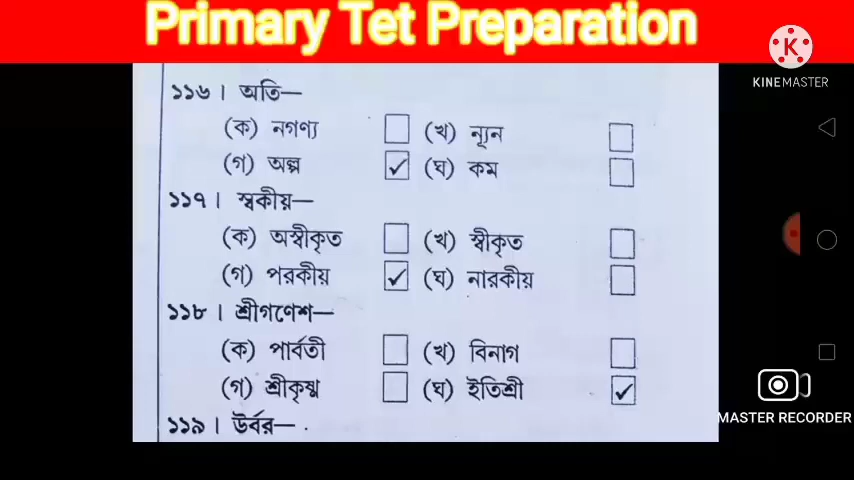 Primary Tet Preparation
KINEMASTER
১১৬। অতি—
(ক) নগণ্য (খ) ন্যূন
(গ) অল্প ✓ (ঘ) কম
১১৭। স্বকীয়—
(ক) অস্বীকৃত (খ) স্বীকৃত
(গ) পরকীয় ✓ (ঘ) নারকীয়
১১৮। শ্রীগণেশ—
(ক) পার্বতী (খ) বিনাগ
(গ) শ্রীকৃষ্ণ (ঘ) ইতিশ্রী ✓
১১৯। উর্বর—
MASTER RECORDER